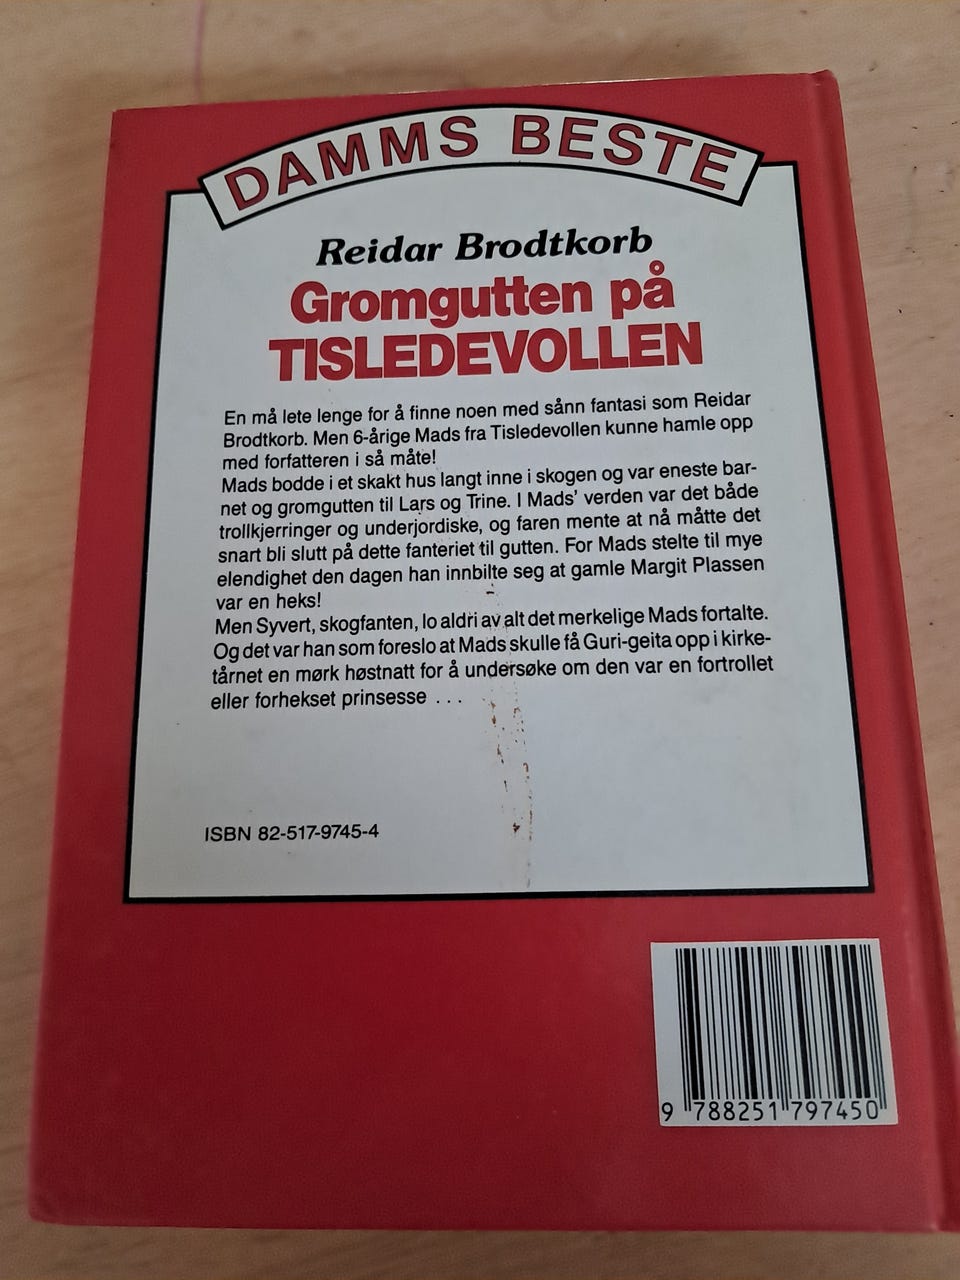 DAMMS BESTE
Reidar Brodtkorb
Gromgutten på
TISLEDEVOLLEN
En må lete lenge for å finne noen med sånn fantasi som Reidar
Brodtkorb. Men 6-årige Mads fra Tisledevollen kunne hamle opp
med forfatteren i så måte!
Mads bodde i et skakt hus langt inne i skogen og var eneste bar-
net og gromgutten til Lars og Trine. I Mads' verden var det både
trollkjerringer og underjordiske, og faren mente at nå måtte det
snart bli slutt på dette fanteriet til gutten. For Mads stelte til mye
elendighet den dagen han innbilte seg at gamle Margit Plassen
var en heks!
Men Syvert, skogfanten, lo aldri av alt det merkelige Mads fortalte.
Og det var han som foreslo at Mads skulle få Guri-geita opp i kirke-
tårnet en mørk høstnatt for å undersøke om den var en fortrollet
eller forhekset prinsesse . . .
ISBN 82-517-9745-4
9 788251 797450